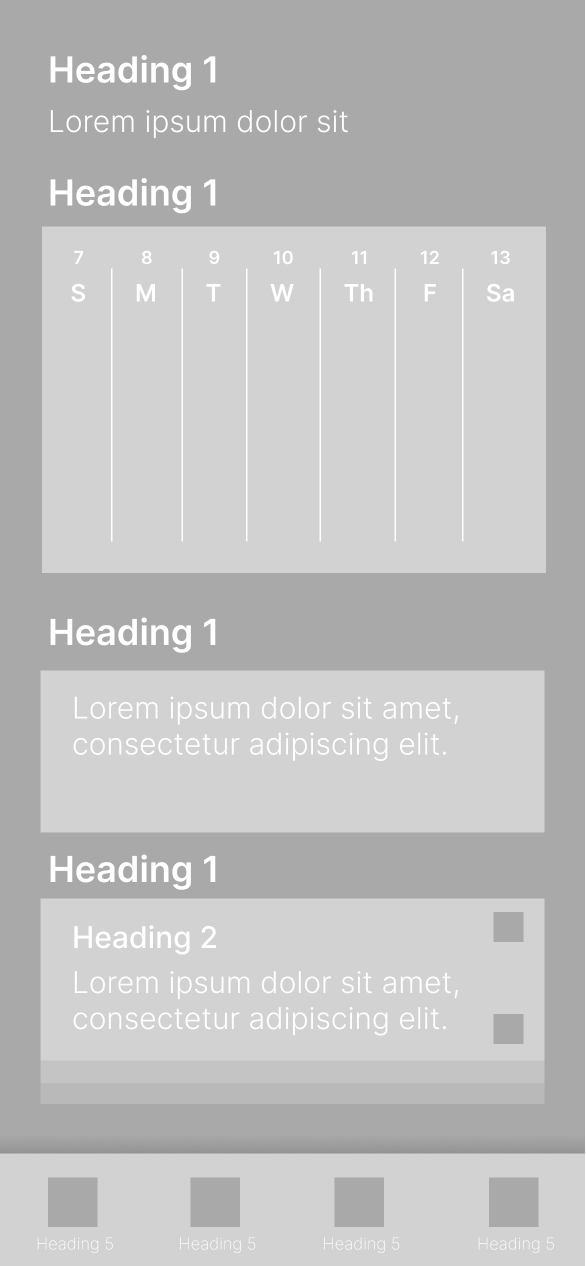 Heading 1
Lorem ipsum dolor sit
Heading 1
7 8 9 10 11 12 13
S M T W Th F Sa
Heading 1
Lorem ipsum dolor sit amet,
consectetur adipiscing elit.
Heading 1
Heading 2
Lorem ipsum dolor sit amet,
consectetur adipiscing elit.
Heading 5 Heading 5 Heading 5 Heading 5